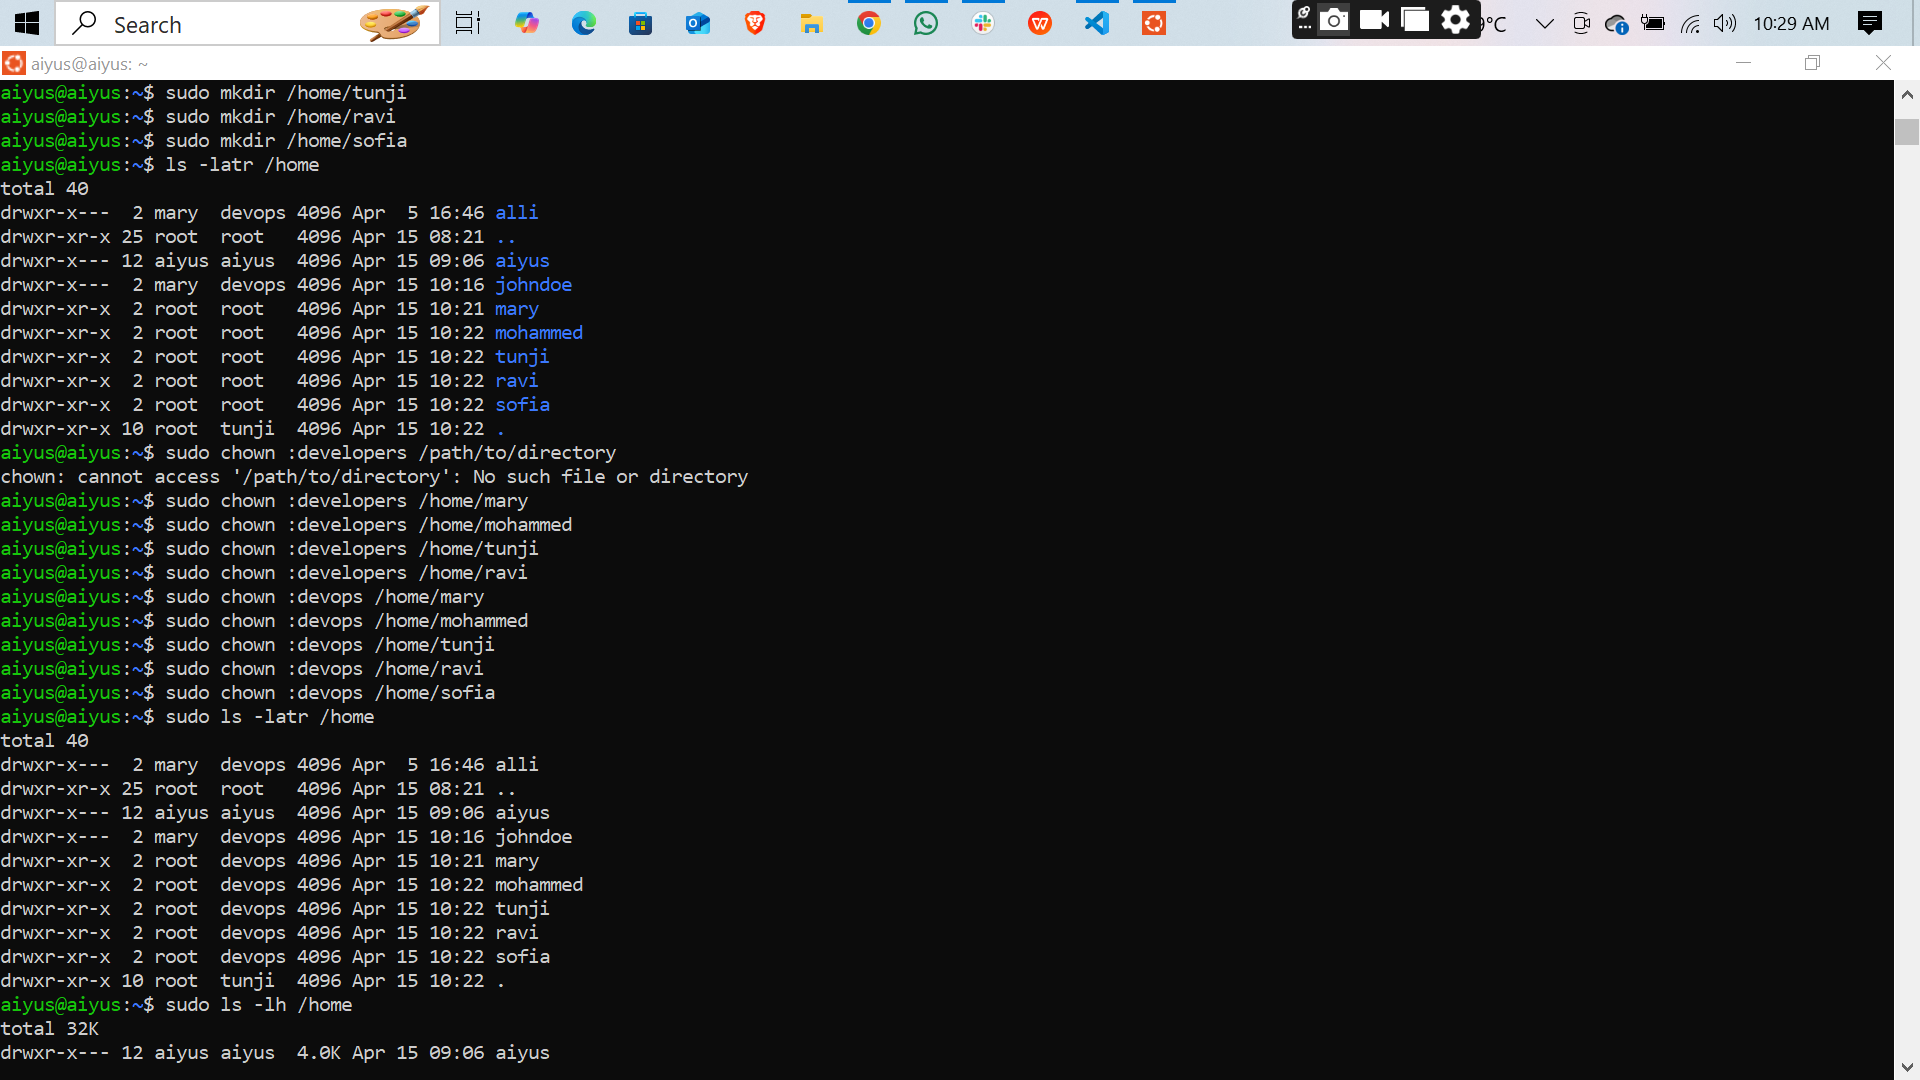 Search
9°C
10:29 AM
aiyus@aiyus: ~
aiyus@aiyus:~$ sudo mkdir /home/tunji
aiyus@aiyus:~$ sudo mkdir /home/ravi
aiyus@aiyus:~$ sudo mkdir /home/sofia
aiyus@aiyus:~$ ls -latr /home
total 40
drwxr-x---  2 mary  devops 4096 Apr  5 16:46 alli
drwxr-xr-x 25 root  root   4096 Apr 15 08:21 ..
drwxr-x--- 12 aiyus aiyus  4096 Apr 15 09:06 aiyus
drwxr-x---  2 mary  devops 4096 Apr 15 10:16 johndoe
drwxr-xr-x  2 root  root   4096 Apr 15 10:21 mary
drwxr-xr-x  2 root  root   4096 Apr 15 10:22 mohammed
drwxr-xr-x  2 root  root   4096 Apr 15 10:22 tunji
drwxr-xr-x  2 root  root   4096 Apr 15 10:22 ravi
drwxr-xr-x  2 root  root   4096 Apr 15 10:22 sofia
drwxr-xr-x 10 root  tunji  4096 Apr 15 10:22 .
aiyus@aiyus:~$ sudo chown :developers /path/to/directory
chown: cannot access '/path/to/directory': No such file or directory
aiyus@aiyus:~$ sudo chown :developers /home/mary
aiyus@aiyus:~$ sudo chown :developers /home/mohammed
aiyus@aiyus:~$ sudo chown :developers /home/tunji
aiyus@aiyus:~$ sudo chown :developers /home/ravi
aiyus@aiyus:~$ sudo chown :devops /home/mary
aiyus@aiyus:~$ sudo chown :devops /home/mohammed
aiyus@aiyus:~$ sudo chown :devops /home/tunji
aiyus@aiyus:~$ sudo chown :devops /home/ravi
aiyus@aiyus:~$ sudo chown :devops /home/sofia
aiyus@aiyus:~$ sudo ls -latr /home
total 40
drwxr-x---  2 mary  devops 4096 Apr  5 16:46 alli
drwxr-xr-x 25 root  root   4096 Apr 15 08:21 ..
drwxr-x--- 12 aiyus aiyus  4096 Apr 15 09:06 aiyus
drwxr-x---  2 mary  devops 4096 Apr 15 10:16 johndoe
drwxr-xr-x  2 root  devops 4096 Apr 15 10:21 mary
drwxr-xr-x  2 root  devops 4096 Apr 15 10:22 mohammed
drwxr-xr-x  2 root  devops 4096 Apr 15 10:22 tunji
drwxr-xr-x  2 root  devops 4096 Apr 15 10:22 ravi
drwxr-xr-x  2 root  devops 4096 Apr 15 10:22 sofia
drwxr-xr-x 10 root  tunji  4096 Apr 15 10:22 .
aiyus@aiyus:~$ sudo ls -lh /home
total 32K
drwxr-x--- 12 aiyus aiyus  4.0K Apr 15 09:06 aiyus